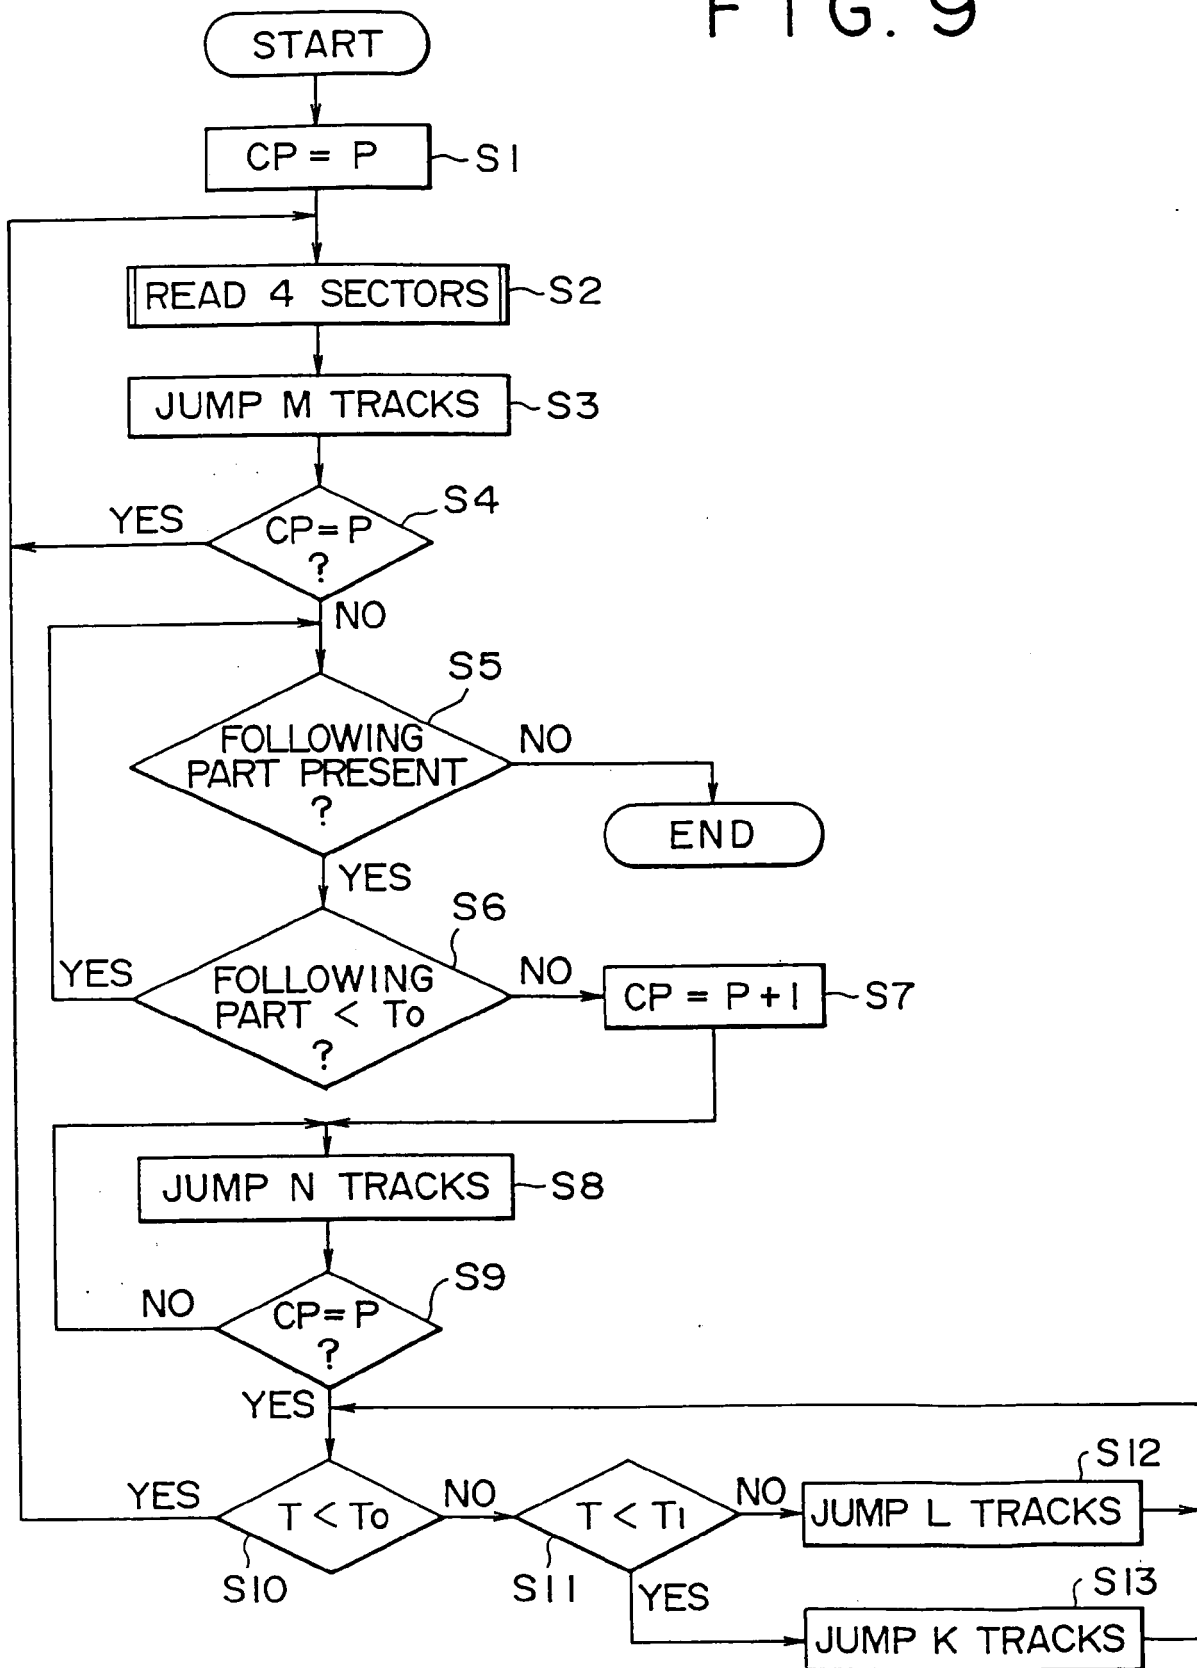 FIG. 9
START
CP = P
S1
READ 4 SECTORS
S2
JUMP M TRACKS
S3
S4
YES
CP=P
?
NO
S5
FOLLOWING
PART PRESENT
?
NO
END
YES
S6
YES
FOLLOWING
PART < To
?
NO
CP = P + 1
S7
JUMP N TRACKS
S8
S9
NO
CP=P
?
YES
YES
T < To
NO
S10
T < T1
NO
S11
YES
S12
JUMP L TRACKS
S13
JUMP K TRACKS